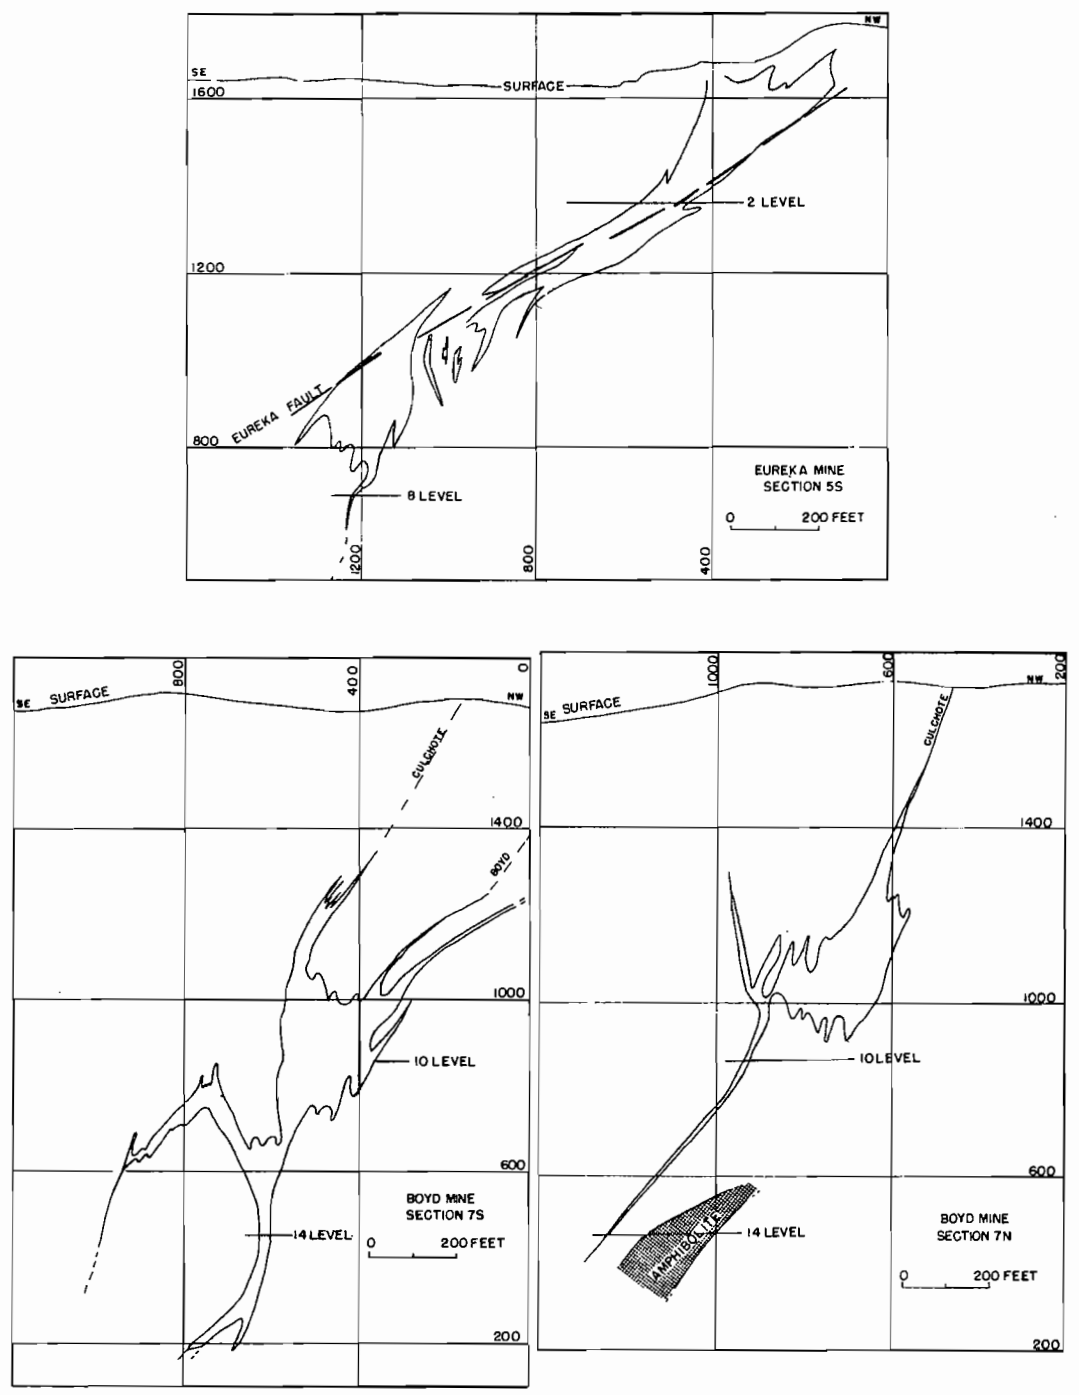 NW
SE
SURFACE
1600
2 LEVEL
1200
EUREKA FAULT
800
EUREKA MINE
SECTION 5S
8 LEVEL
0 200 FEET
1200
800
400
800
400
0
SE SURFACE
NW
CULCHOTE
1400
BOYD
1000
10 LEVEL
600
BOYD MINE
SECTION 7S
14 LEVEL
0 200 FEET
200
1000
600
200
NW
SE SURFACE
CULCHOTE
1400
1000
10 LEVEL
600
AMPHIBOLITE
14 LEVEL
BOYD MINE
SECTION 7N
0 200 FEET
200